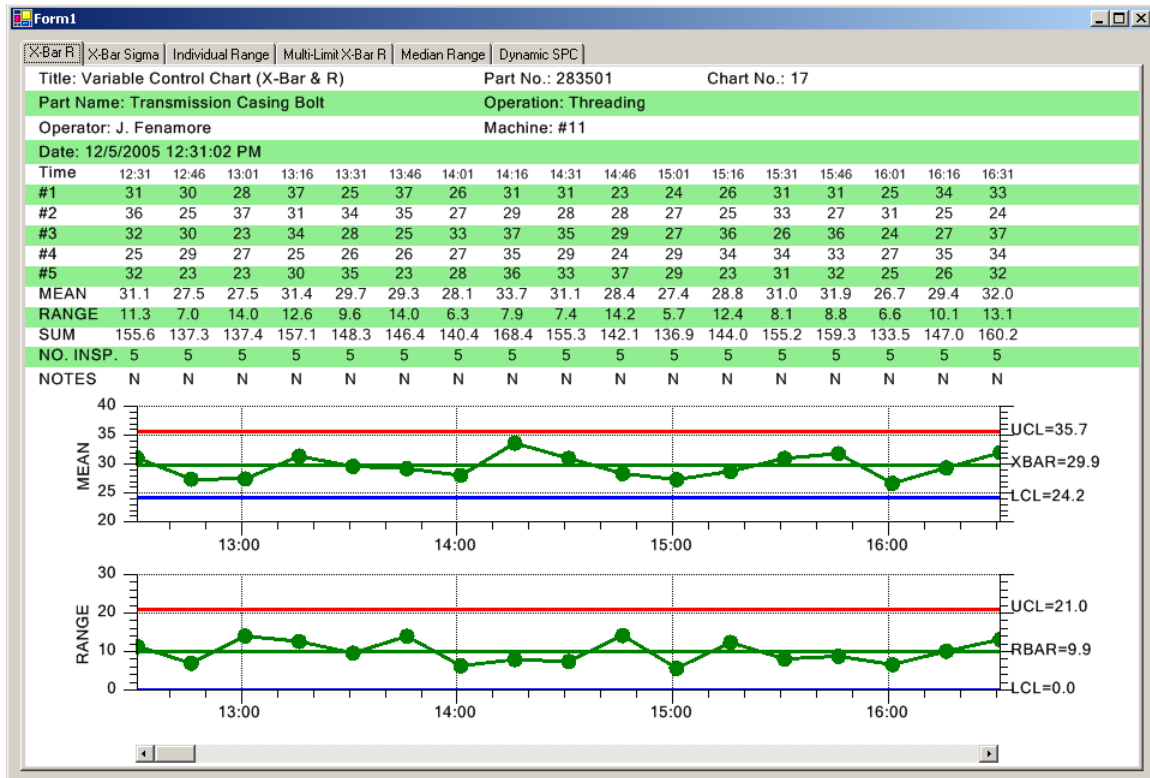 Form1
X-Bar R X-Bar Sigma Individual Range Multi-Limit X-Bar R Median Range Dynamic SPC
Title: Variable Control Chart (X-Bar & R) Part No.: 283501 Chart No.: 17
Part Name: Transmission Casing Bolt Operation: Threading
Operator: J. Fenamore Machine: #11
Date: 12/5/2005 12:31:02 PM
Time 12:31 12:46 13:01 13:16 13:31 13:46 14:01 14:16 14:31 14:46 15:01 15:16 15:31 15:46 16:01 16:16 16:31
#1 31 30 28 37 25 37 26 31 31 23 24 26 31 31 25 34 33
#2 36 25 37 31 34 35 27 29 28 28 27 25 33 27 31 25 24
#3 32 30 23 34 28 25 33 37 35 29 27 36 26 36 24 27 37
#4 25 29 27 25 26 26 27 35 29 24 29 34 34 33 27 35 34
#5 32 23 23 30 35 23 28 36 33 37 29 23 31 32 25 26 32
MEAN 31.1 27.5 27.5 31.4 29.7 29.3 28.1 33.7 31.1 28.4 27.4 28.8 31.0 31.9 26.7 29.4 32.0
RANGE 11.3 7.0 14.0 12.6 9.6 14.0 6.3 7.9 7.4 14.2 5.7 12.4 8.1 8.8 6.6 10.1 13.1
SUM 155.6 137.3 137.4 157.1 148.3 146.4 140.4 168.4 155.3 142.1 136.9 144.0 155.2 159.3 133.5 147.0 160.2
NO. INSP. 5 5 5 5 5 5 5 5 5 5 5 5 5 5 5 5 5
NOTES N N N N N N N N N N N N N N N N N
40
35 UCL=35.7
MEAN
30 XBAR=29.9
25 LCL=24.2
20
13:00 14:00 15:00 16:00
30
20 UCL=21.0
RANGE
10 RBAR=9.9
0 LCL=0.0
13:00 14:00 15:00 16:00